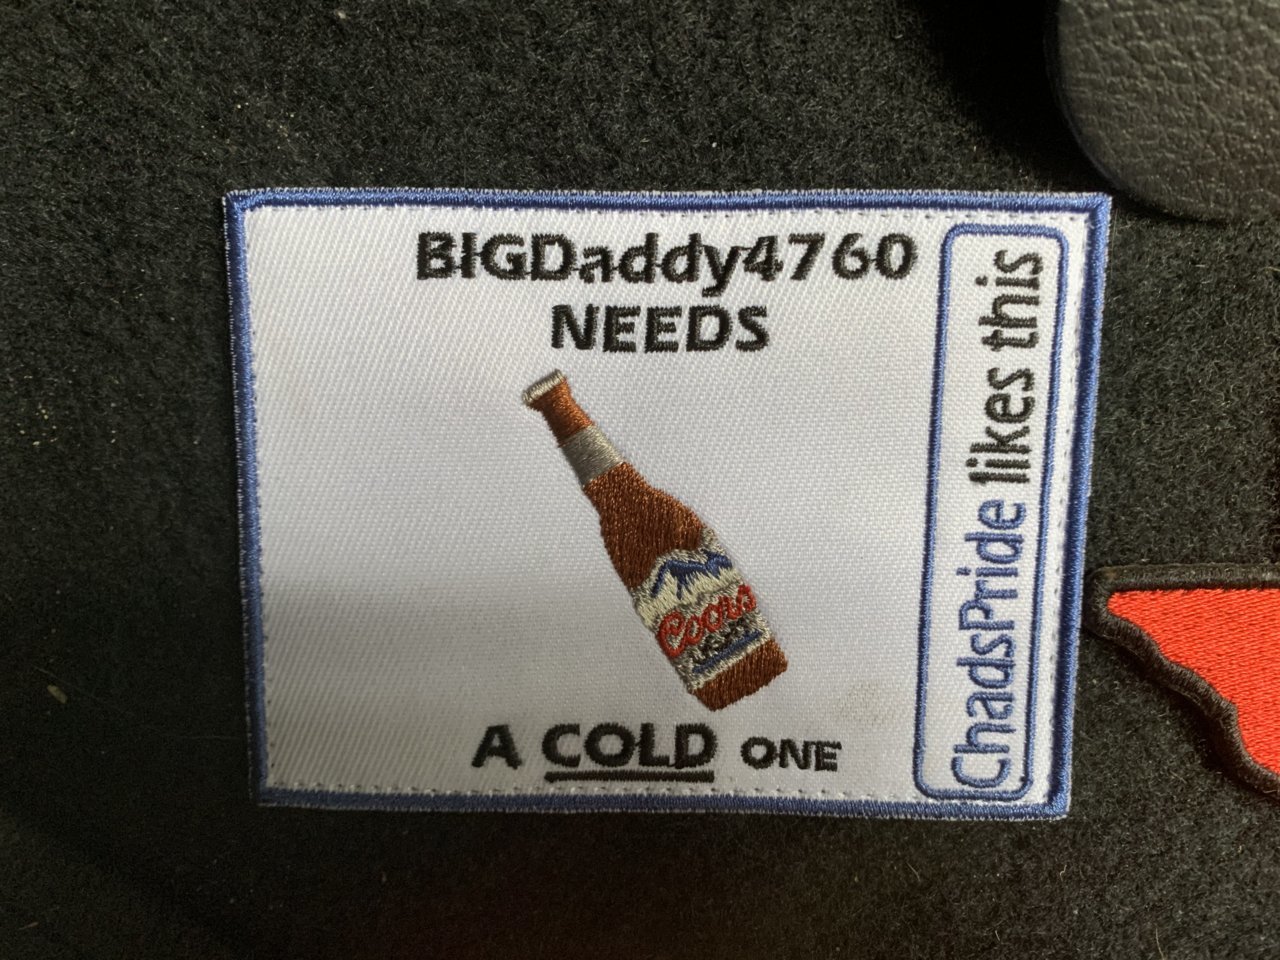 BIGDaddy4760
NEEDS
Coors
A COLD ONE
ChadsPride likes this